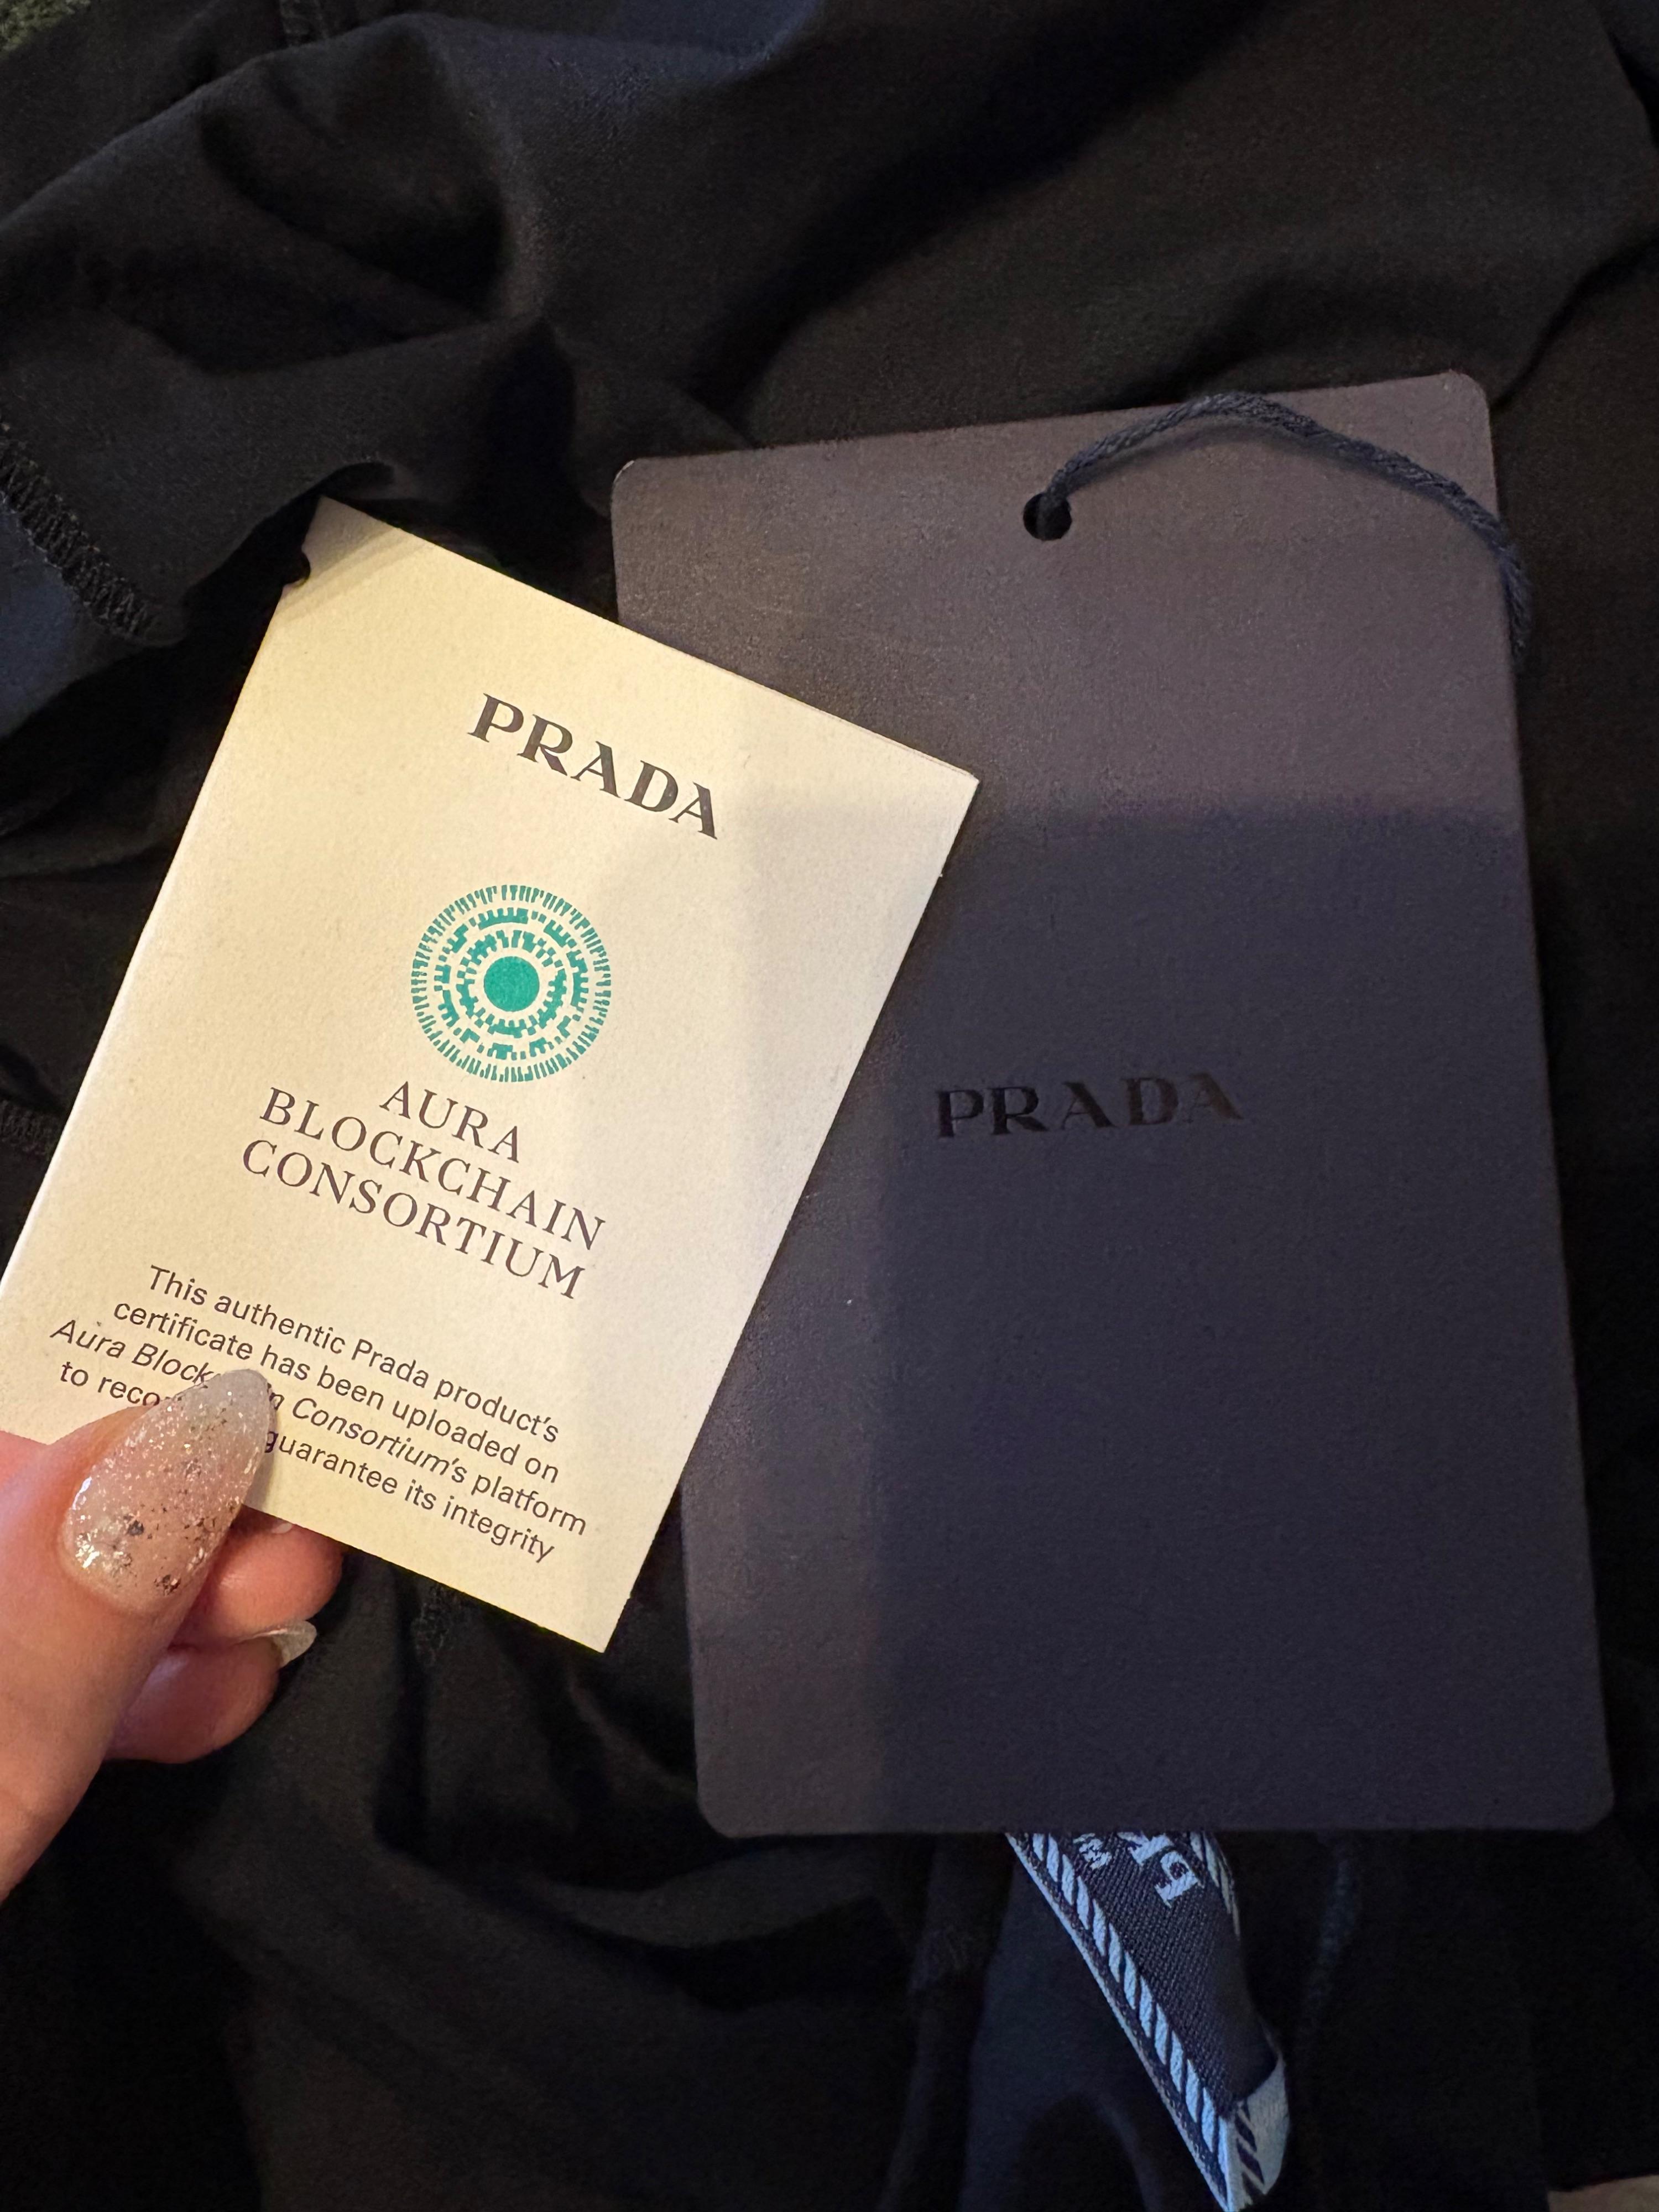 PRADA
AURA
BLOCKCHAIN
CONSORTIUM
This authentic Prada product's
certificate has been uploaded on
Aura Consortium's platform
to guarantee its integrity
PRADA